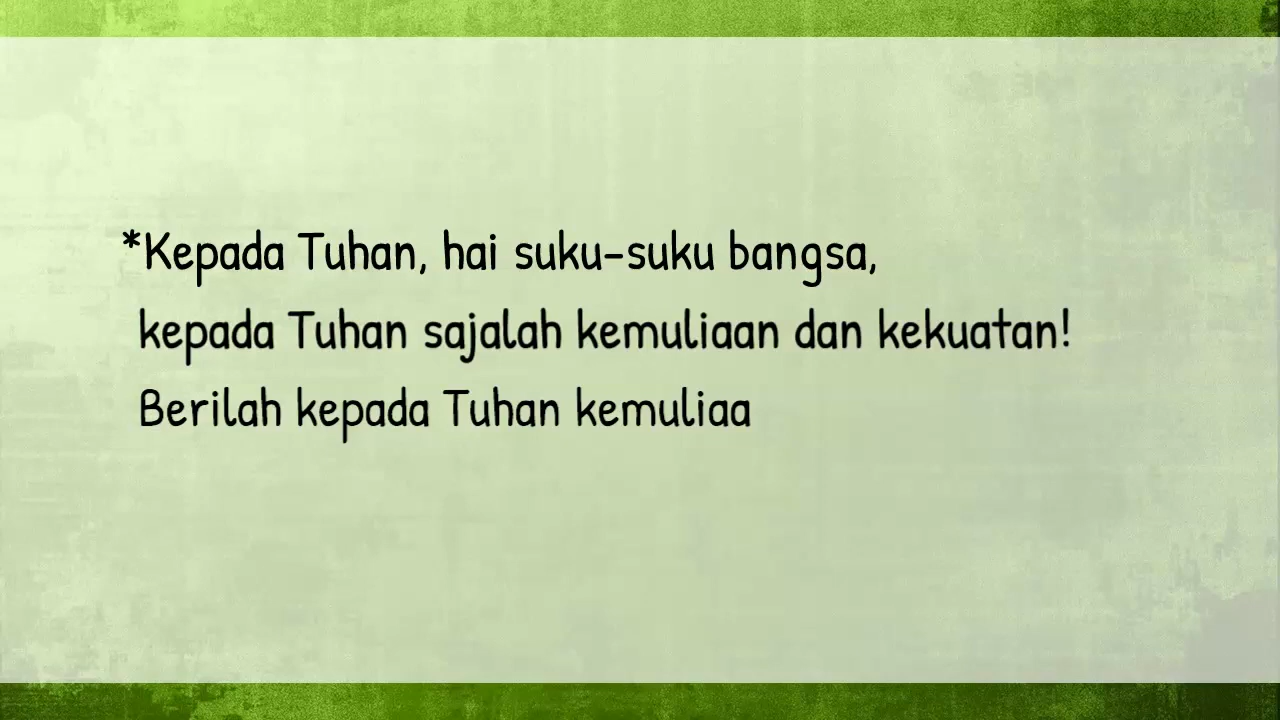 *Kepada Tuhan, hai suku-suku bangsa,
kepada Tuhan sajalah kemuliaan dan kekuatan!
Berilah kepada Tuhan kemuliaa